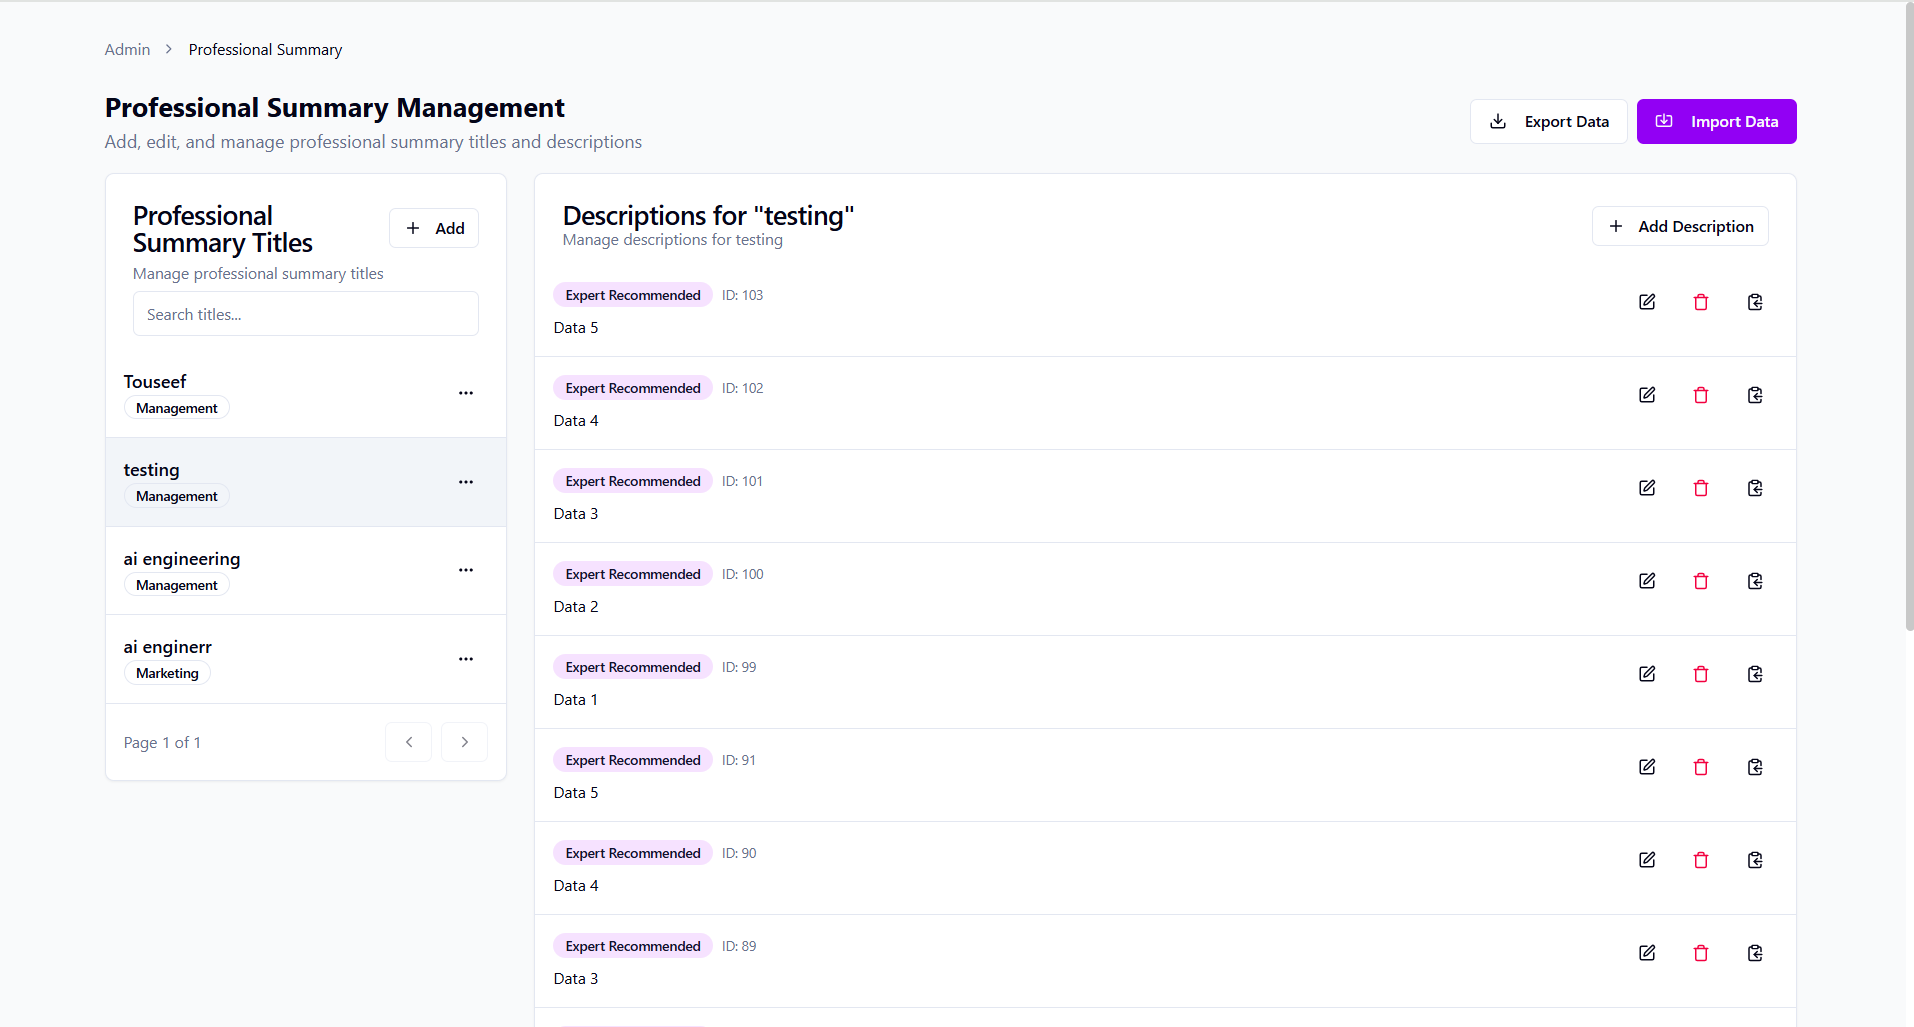 Admin > Professional Summary
Professional Summary Management
Add, edit, and manage professional summary titles and descriptions
Export Data
Import Data
Professional
Summary Titles
Add
Manage professional summary titles
Search titles...
Touseef
Management
testing
Management
ai engineering
Management
ai enginerr
Marketing
Page 1 of 1
Descriptions for "testing"
Manage descriptions for testing
Add Description
Expert Recommended ID: 103
Data 5
Expert Recommended ID: 102
Data 4
Expert Recommended ID: 101
Data 3
Expert Recommended ID: 100
Data 2
Expert Recommended ID: 99
Data 1
Expert Recommended ID: 91
Data 5
Expert Recommended ID: 90
Data 4
Expert Recommended ID: 89
Data 3